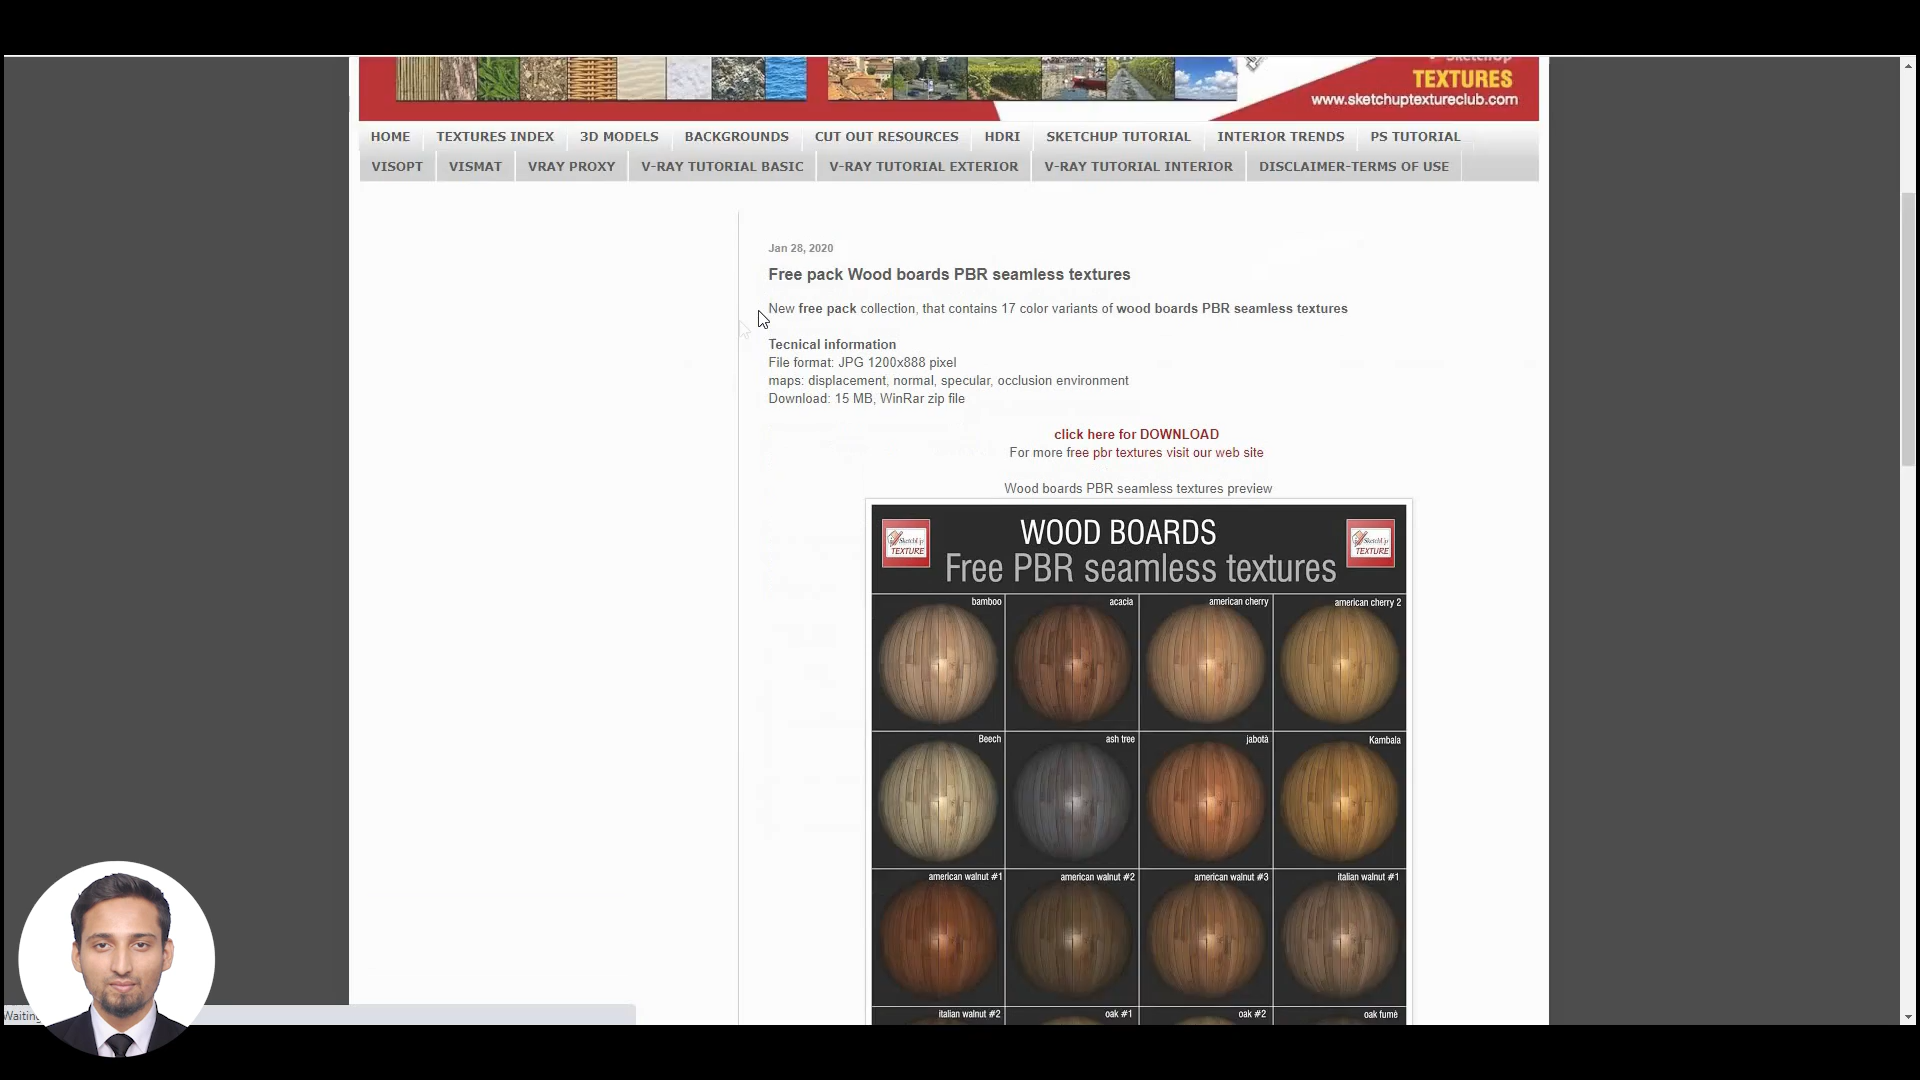 SketchUp
TEXTURES
www.sketchuptextureclub.com
HOME TEXTURES INDEX 3D MODELS BACKGROUNDS CUT OUT RESOURCES HDRI SKETCHUP TUTORIAL INTERIOR TRENDS PS TUTORIAL
VISOPT VISMAT VRAY PROXY V-RAY TUTORIAL BASIC V-RAY TUTORIAL EXTERIOR V-RAY TUTORIAL INTERIOR DISCLAIMER-TERMS OF USE
Jan 28, 2020
Free pack Wood boards PBR seamless textures
New free pack collection, that contains 17 color variants of wood boards PBR seamless textures
Tecnical information
File format: JPG 1200x888 pixel
maps: displacement, normal, specular, occlusion environment
Download: 15 MB, WinRar zip file
click here for DOWNLOAD
For more free pbr textures visit our web site
Wood boards PBR seamless textures preview
SketchUp TEXTURE
WOOD BOARDS
SketchUp TEXTURE
Free PBR seamless textures
bamboo acacia american cherry american cherry 2
Beech ash tree jabotà Kambala
american walnut #1 american walnut #2 american walnut #3 italian walnut #1
italian walnut #2 oak #1 oak #2 oak fumè
Waiting